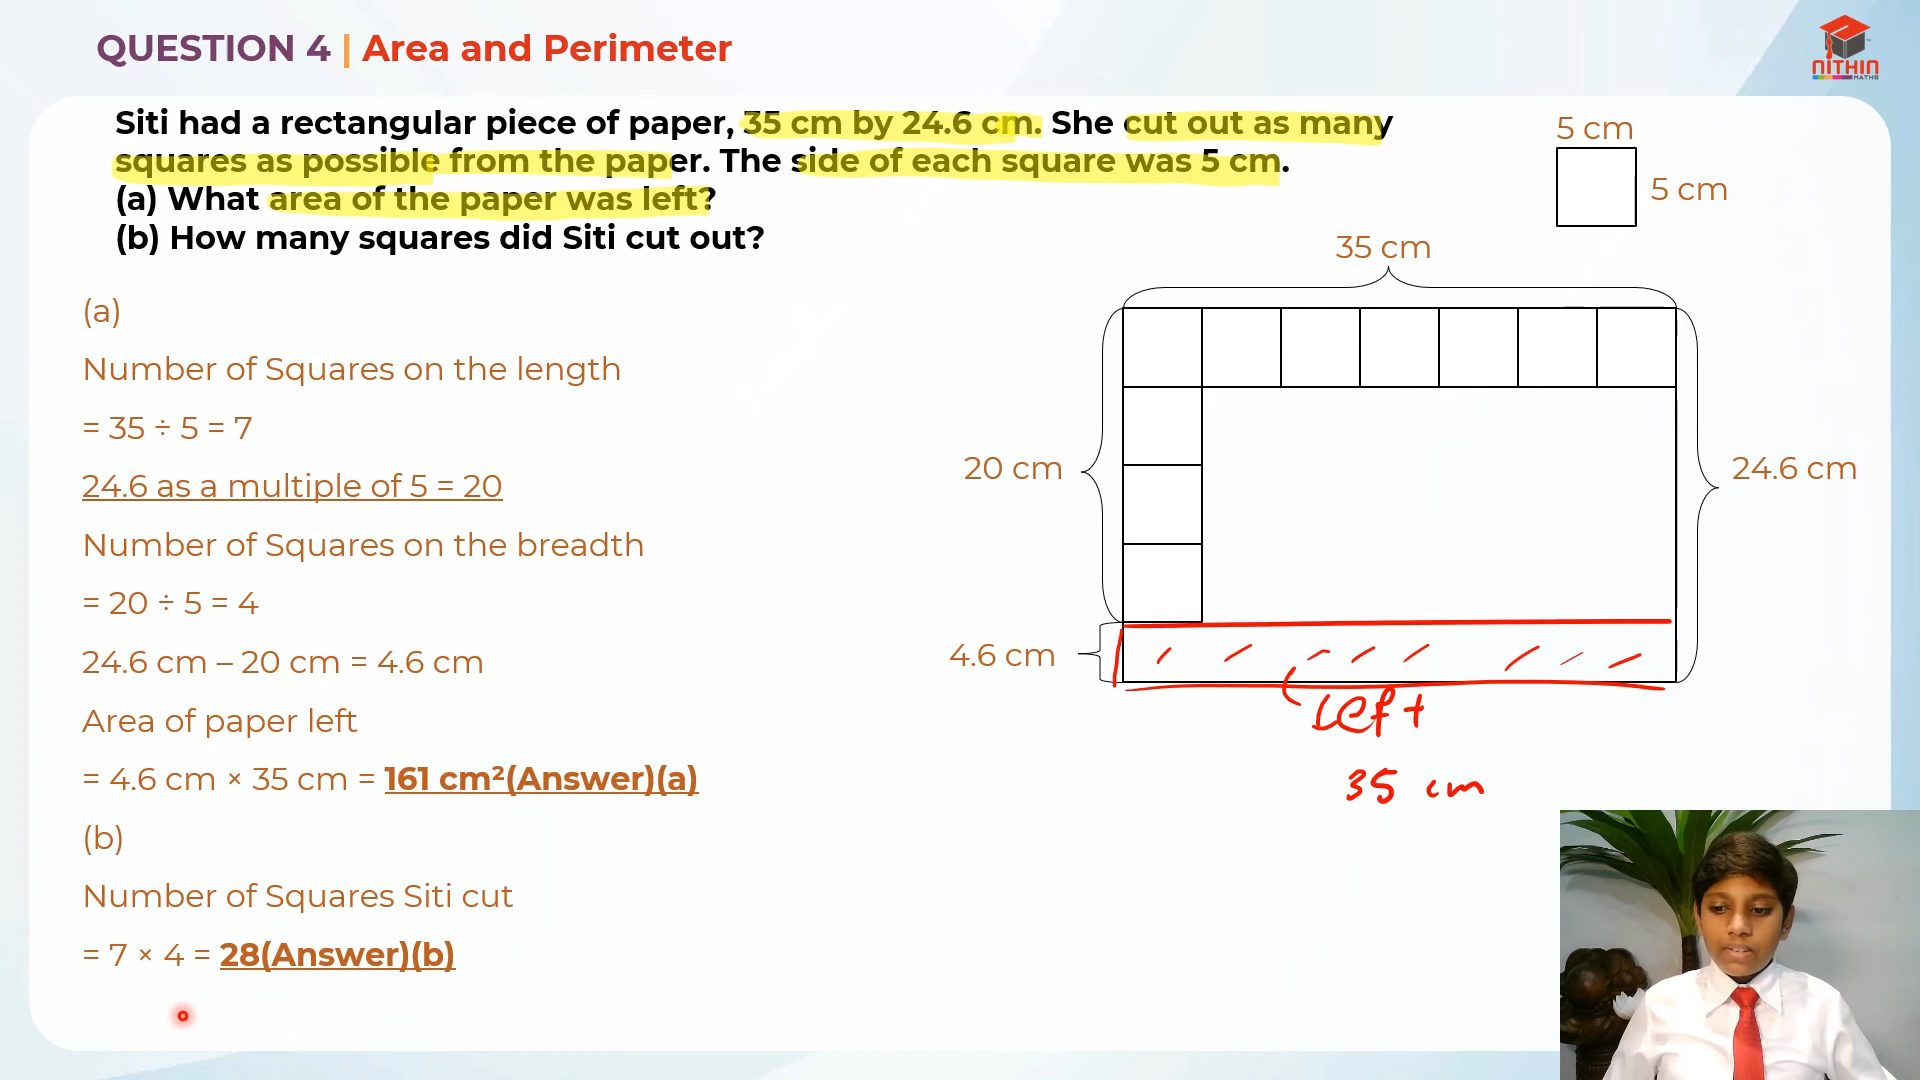 QUESTION 4 | Area and Perimeter
NITHIN
MATHS
Siti had a rectangular piece of paper, 35 cm by 24.6 cm. She cut out as many
squares as possible from the paper. The side of each square was 5 cm.
(a) What area of the paper was left?
(b) How many squares did Siti cut out?
5 cm
5 cm
35 cm
20 cm
24.6 cm
4.6 cm
Left
35 cm
(a)
Number of Squares on the length
= 35 ÷ 5 = 7
24.6 as a multiple of 5 = 20
Number of Squares on the breadth
= 20 ÷ 5 = 4
24.6 cm – 20 cm = 4.6 cm
Area of paper left
= 4.6 cm × 35 cm = 161 cm²(Answer)(a)
(b)
Number of Squares Siti cut
= 7 × 4 = 28(Answer)(b)